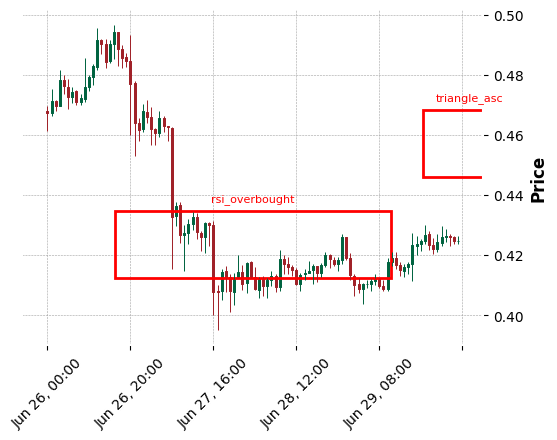 0.50
0.48
triangle_asc
0.46
0.44
rsi_overbought
0.42
0.40
Price
Jun 26, 00:00
Jun 26, 20:00
Jun 27, 16:00
Jun 28, 12:00
Jun 29, 08:00